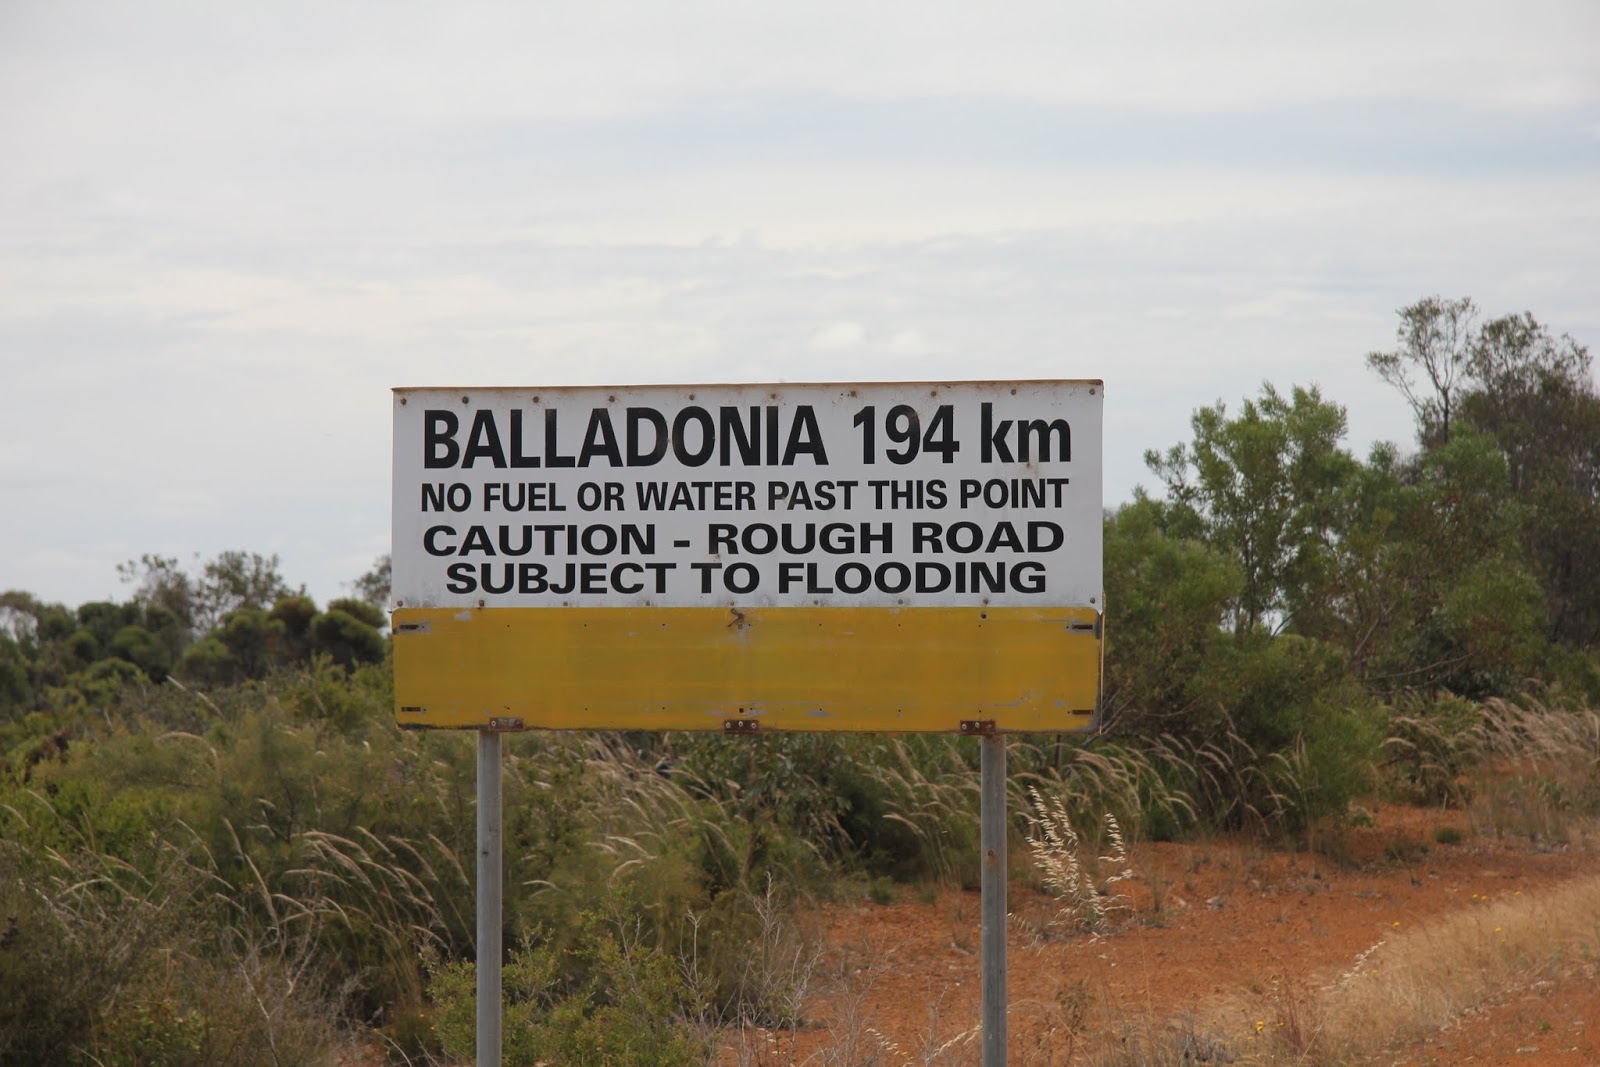 BALLADONIA 194 km
NO FUEL OR WATER PAST THIS POINT
CAUTION - ROUGH ROAD
SUBJECT TO FLOODING